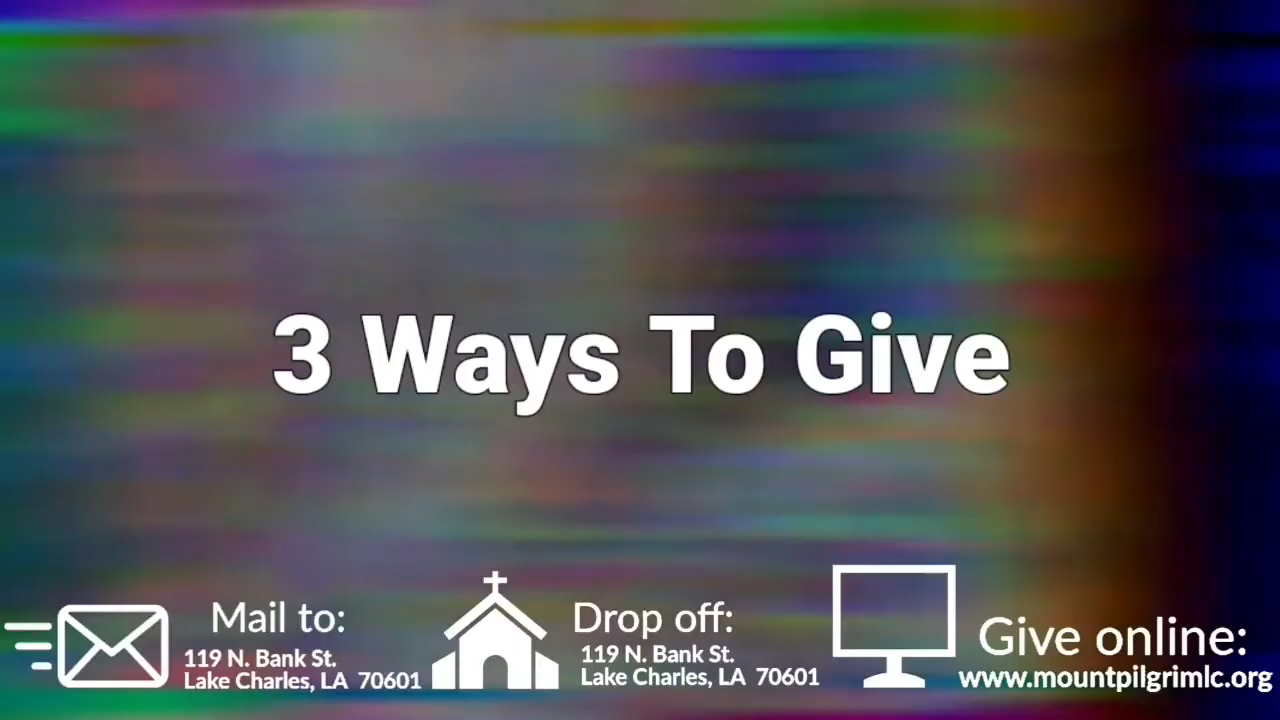 3 Ways To Give
Mail to:
119 N. Bank St.
Lake Charles, LA 70601
Drop off:
119 N. Bank St.
Lake Charles, LA 70601
Give online:
www.mountpilgrimlc.org